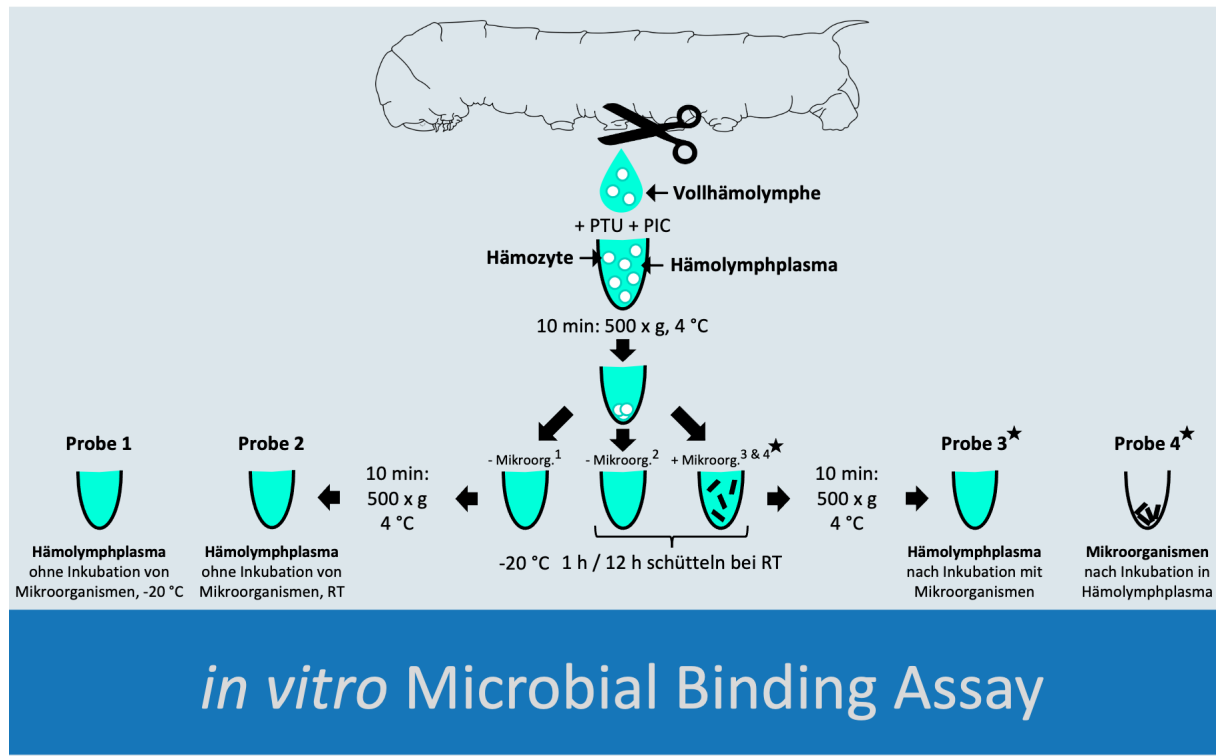 Vollhämolymphe
+ PTU + PIC
Hämozyte
Hämolymphplasma
10 min: 500 x g, 4 °C
Probe 1
Probe 2
10 min:
500 x g
4 °C
- Mikroorg.1
- Mikroorg.2
+ Mikroorg.3 & 4★
10 min:
500 x g
4 °C
Probe 3★
Probe 4★
-20 °C
1 h / 12 h schütteln bei RT
Hämolymphplasma
ohne Inkubation von
Mikroorganismen, -20 °C
Hämolymphplasma
ohne Inkubation von
Mikroorganismen, RT
Hämolymphplasma
nach Inkubation mit
Mikroorganismen
Mikroorganismen
nach Inkubation in
Hämolymphplasma
in vitro Microbial Binding Assay